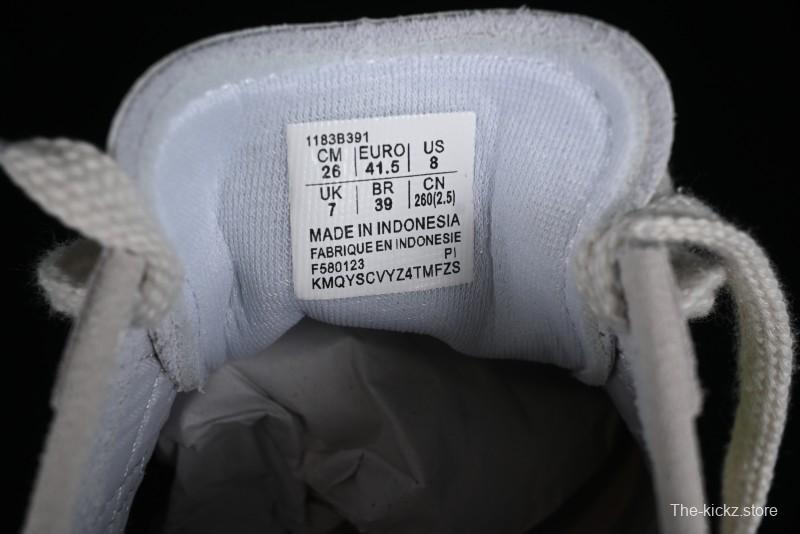 1183B391
CM EURO US
26 41.5 8
UK BR CN
7 39 260(2.5)
MADE IN INDONESIA
FABRIQUE EN INDONESIE
F580123 PI
KMQYSCVYZ4TMFZS
The-kickz.store